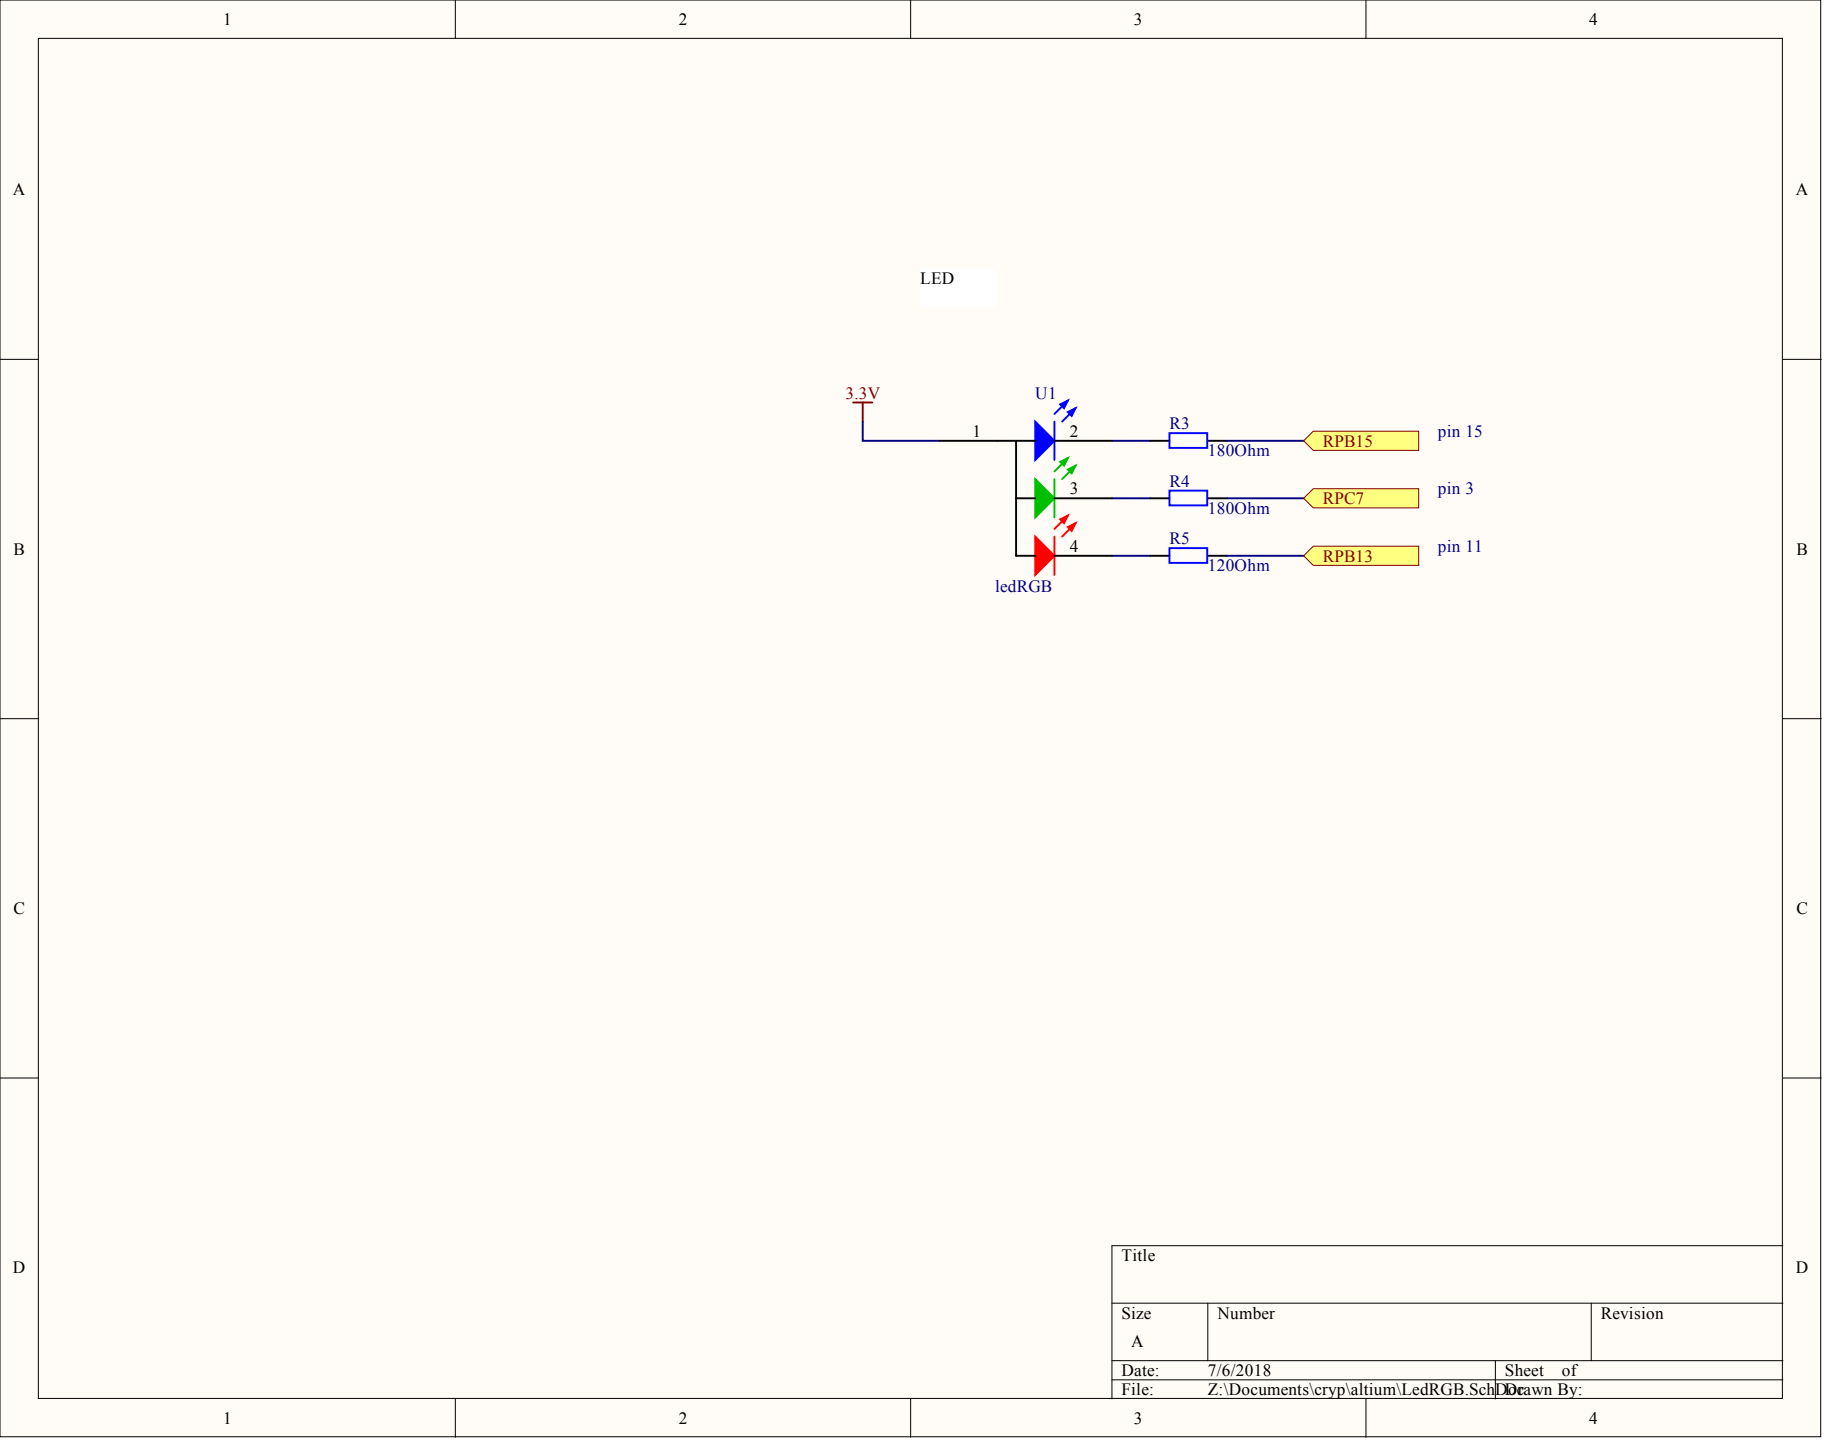 1 2 3 4
A A
LED
3.3V U1
1 2 R3 180Ohm RPB15 pin 15
3 R4 180Ohm RPC7 pin 3
B 4 R5 120Ohm RPB13 pin 11 B
ledRGB
C C
Title
D D
Size Number Revision
A
Date: 7/6/2018 Sheet of
File: Z:\Documents\cryp\altium\LedRGB.SchDoc Drawn By:
1 2 3 4